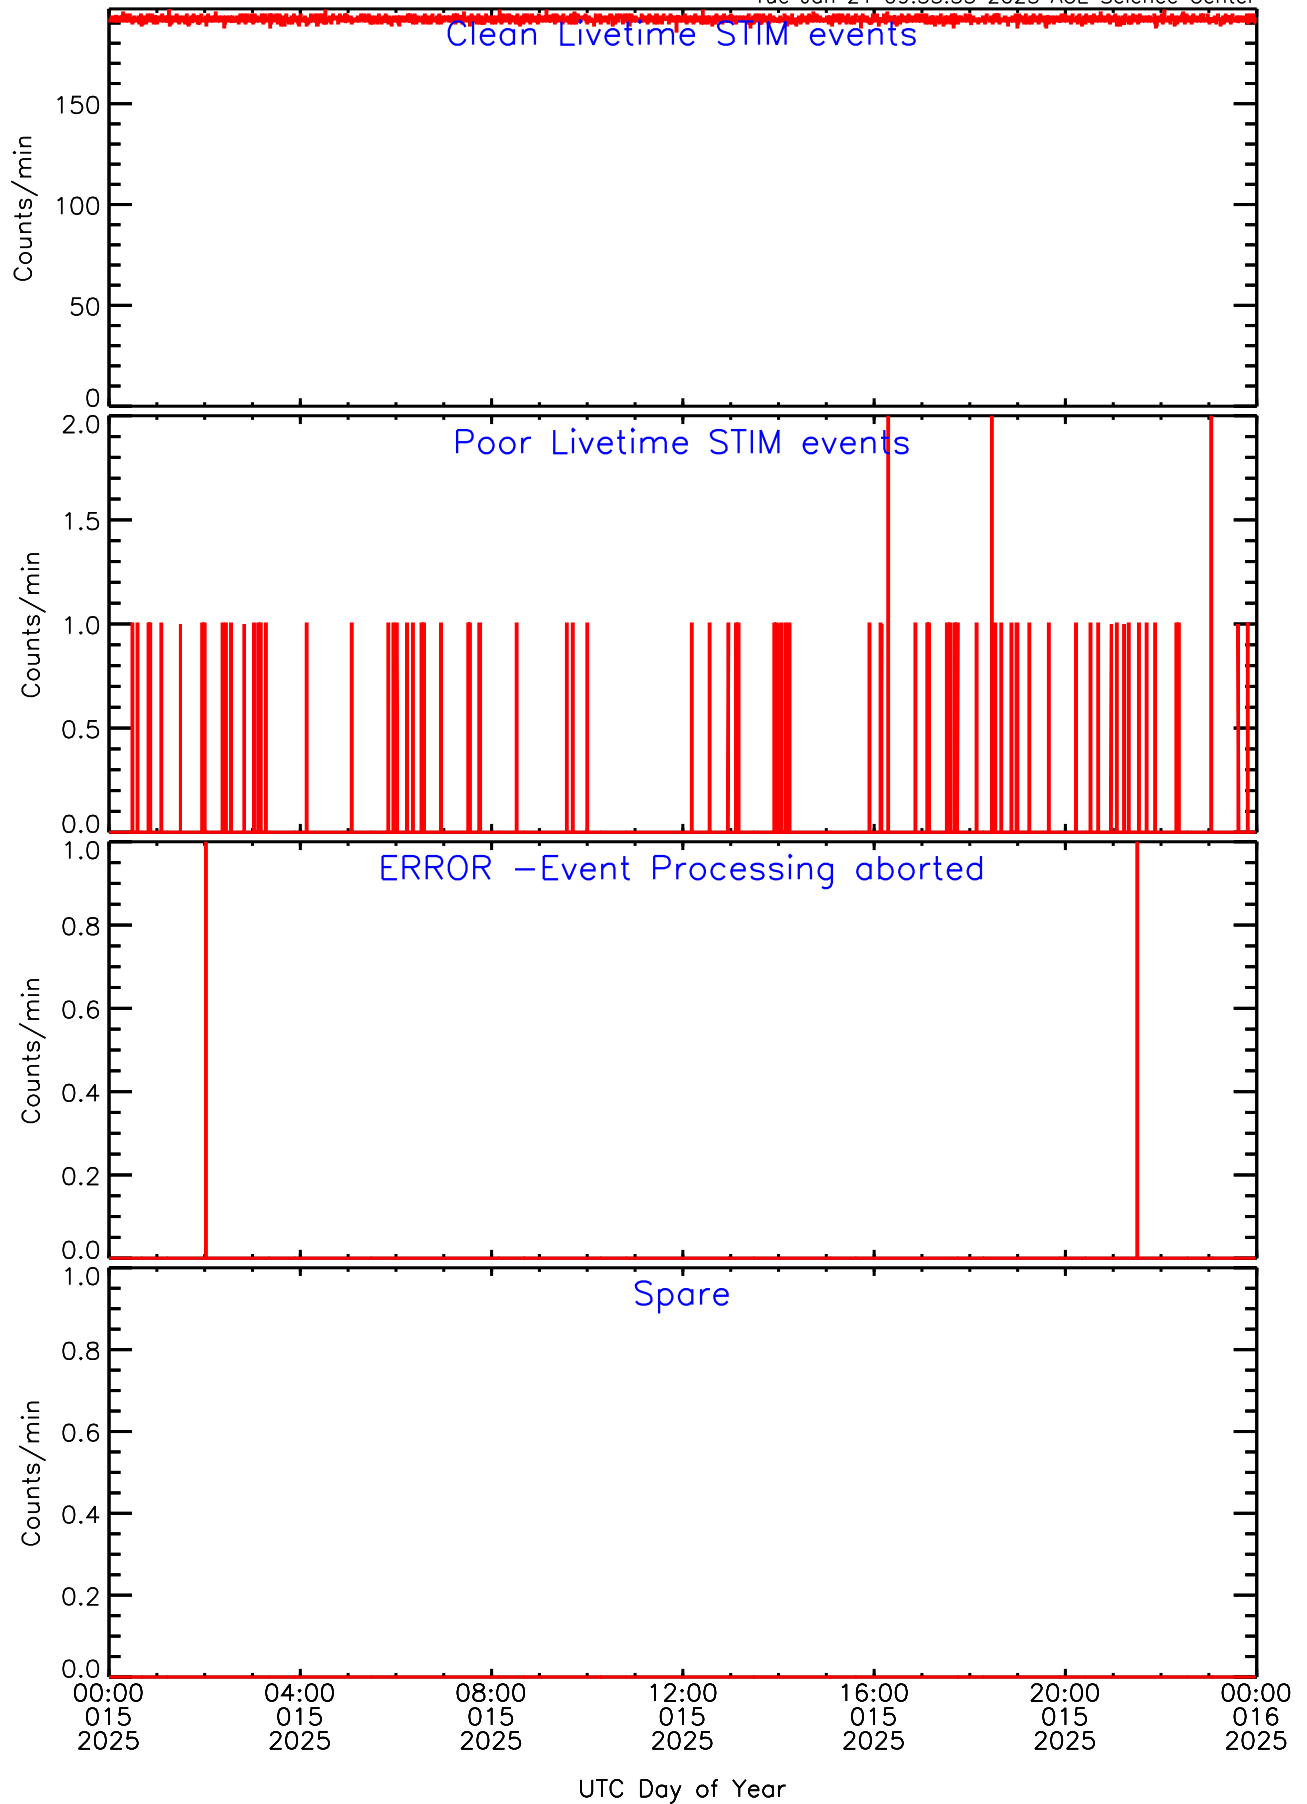 Clean Livetime STIM events
150
100
50
0
Counts/min
Poor Livetime STIM events
2.0
1.5
1.0
0.5
0.0
Counts/min
ERROR -Event Processing aborted
1.0
0.8
0.6
0.4
0.2
0.0
Counts/min
Spare
1.0
0.8
0.6
0.4
0.2
0.0
Counts/min
00:00 04:00 08:00 12:00 16:00 20:00 00:00
015 015 015 015 015 015 016
2025 2025 2025 2025 2025 2025 2025
UTC Day of Year